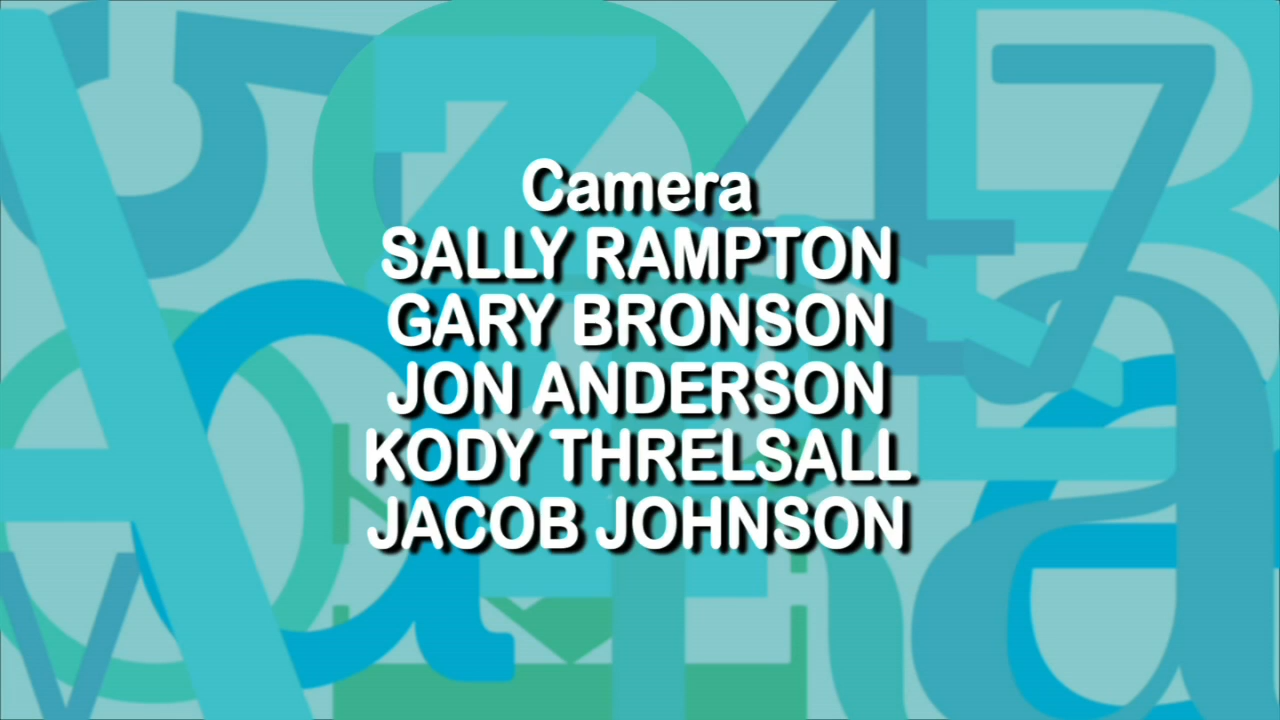 Camera
SALLY RAMPTON
GARY BRONSON
JON ANDERSON
KODY THRELSALL
JACOB JOHNSON